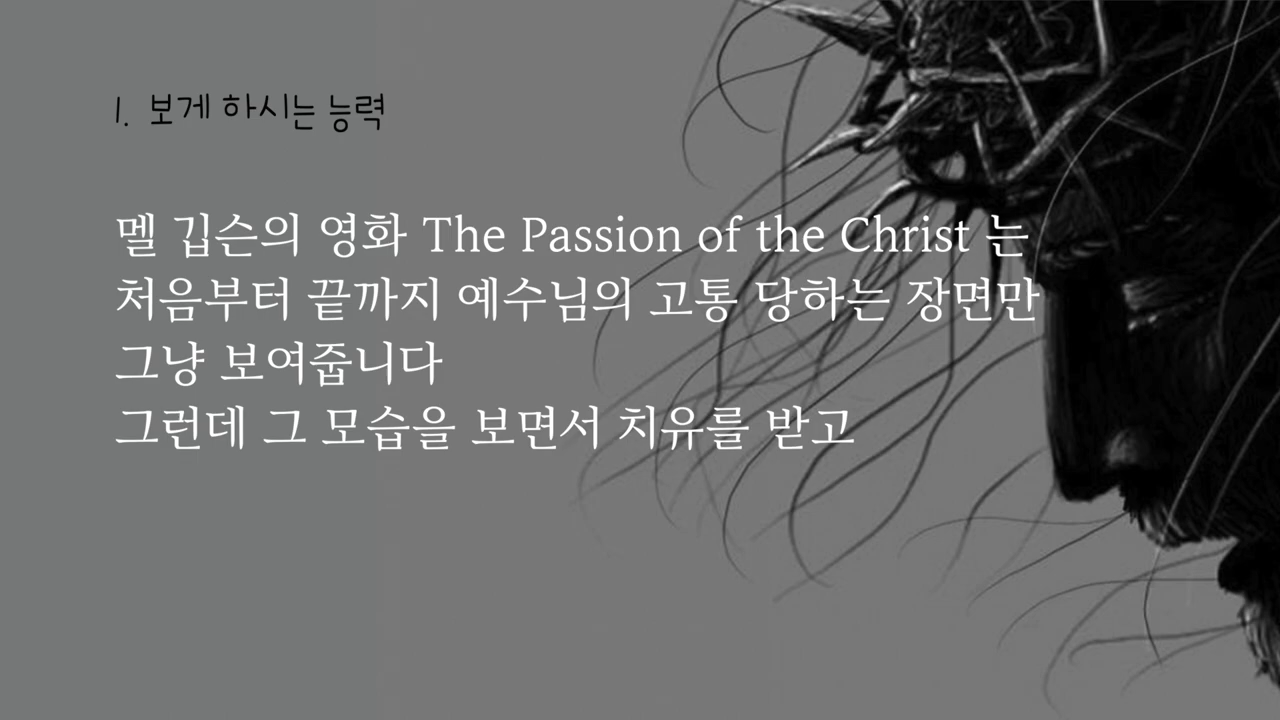 1. 보게 하시는 능력
멜 깁슨의 영화 The Passion of the Christ 는
처음부터 끝까지 예수님의 고통 당하는 장면만
그냥 보여줍니다
그런데 그 모습을 보면서 치유를 받고